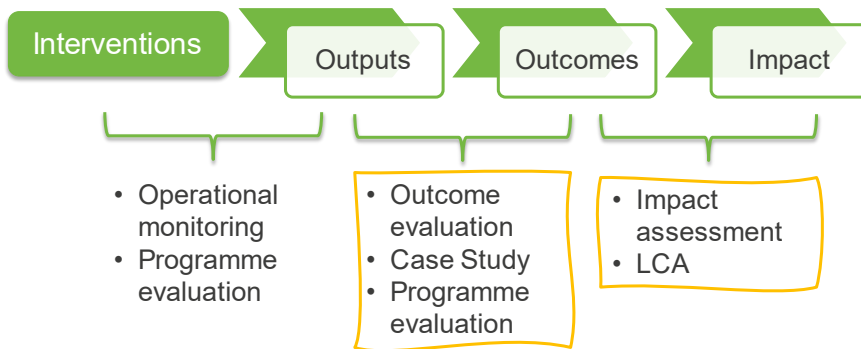 Interventions
Outputs
Outcomes
Impact
• Operational
monitoring
• Programme
evaluation
• Outcome
evaluation
• Case Study
• Programme
evaluation
• Impact
assessment
• LCA